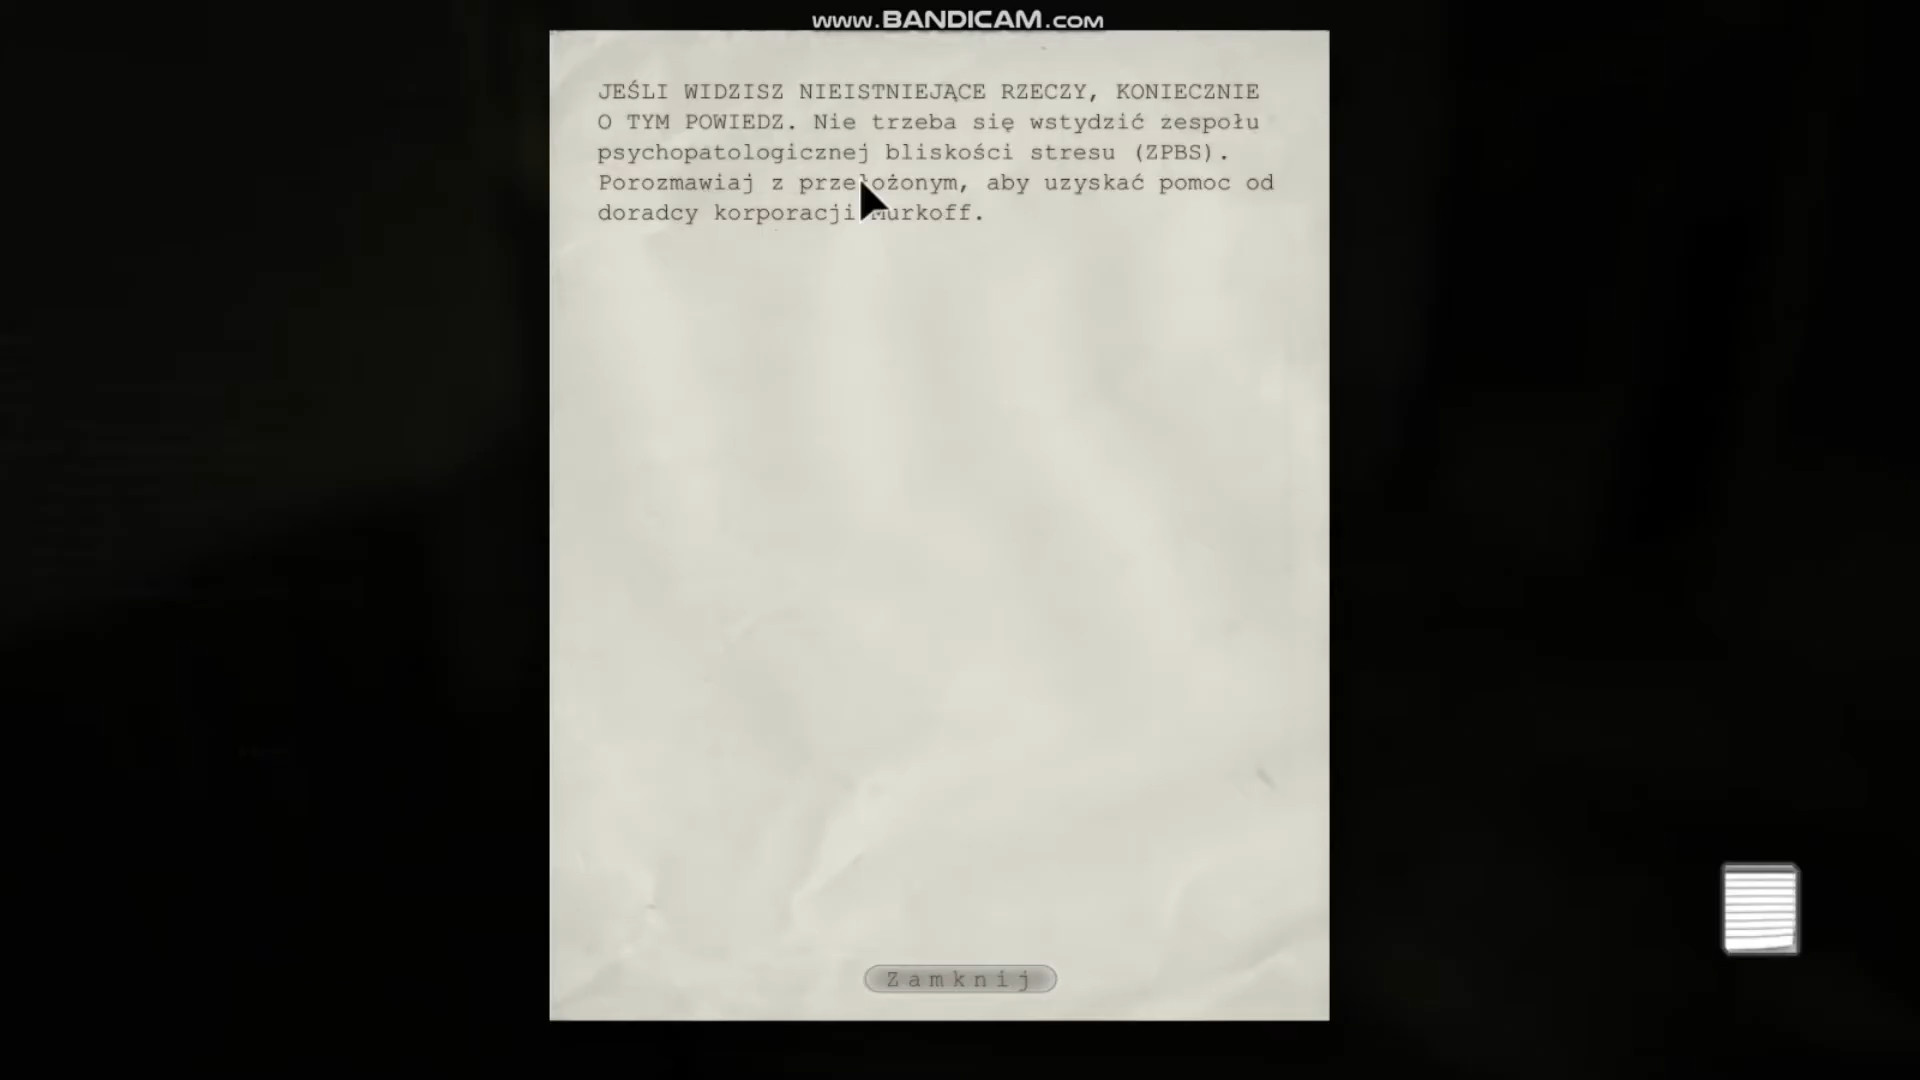 www.BANDICAM.com
JEŚLI WIDZISZ NIEISTNIEJĄCE RZECZY, KONIECZNIE
O TYM POWIEDZ. Nie trzeba się wstydzić zespołu
psychopatologicznej bliskości stresu (ZPBS).
Porozmawiaj z przełożonym, aby uzyskać pomoc od
doradcy korporacji Murkoff.
Zamknij